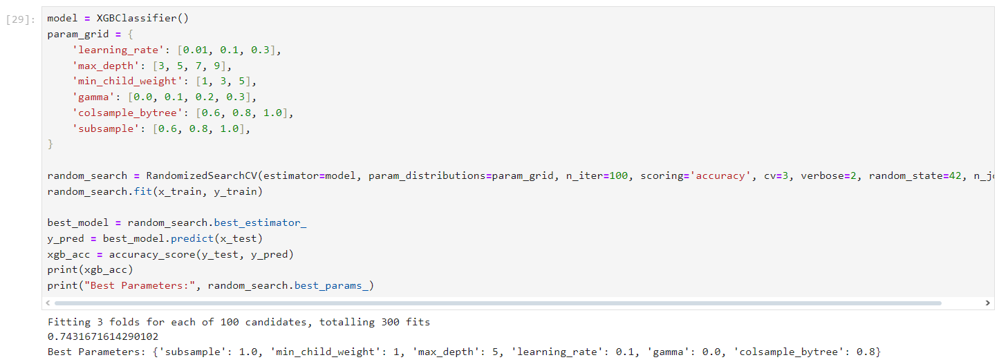 [29]:
model = XGBClassifier()
param_grid = {
    'learning_rate': [0.01, 0.1, 0.3],
    'max_depth': [3, 5, 7, 9],
    'min_child_weight': [1, 3, 5],
    'gamma': [0.0, 0.1, 0.2, 0.3],
    'colsample_bytree': [0.6, 0.8, 1.0],
    'subsample': [0.6, 0.8, 1.0],
}
random_search = RandomizedSearchCV(estimator=model, param_distributions=param_grid, n_iter=100, scoring='accuracy', cv=3, verbose=2, random_state=42,
random_search.fit(x_train, y_train)
best_model = random_search.best_estimator_
y_pred = best_model.predict(x_test)
xgb_acc = accuracy_score(y_test, y_pred)
print(xgb_acc)
print("Best Parameters:", random_search.best_params_)
Fitting 3 folds for each of 100 candidates, totalling 300 fits
0.7431671614290102
Best Parameters: {'subsample': 1.0, 'min_child_weight': 1, 'max_depth': 5, 'learning_rate': 0.1, 'gamma': 0.0, 'colsample_bytree': 0.8}